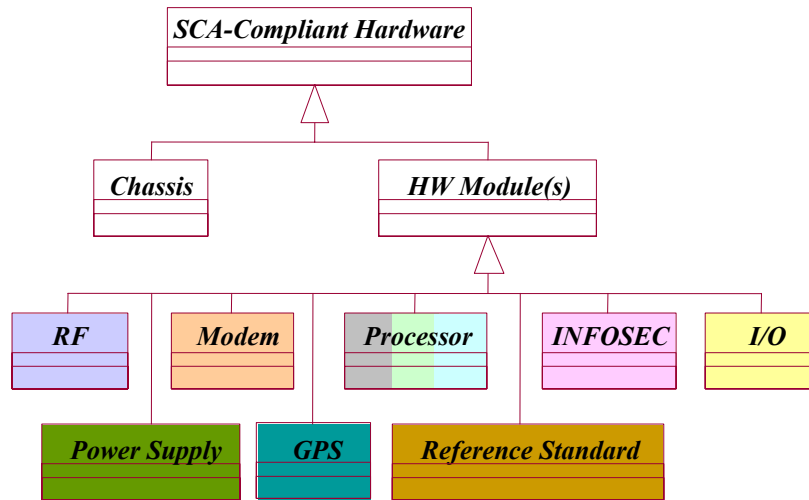 SCA-Compliant Hardware
Chassis
HW Module(s)
RF
Modem
Processor
INFOSEC
I/O
Power Supply
GPS
Reference Standard